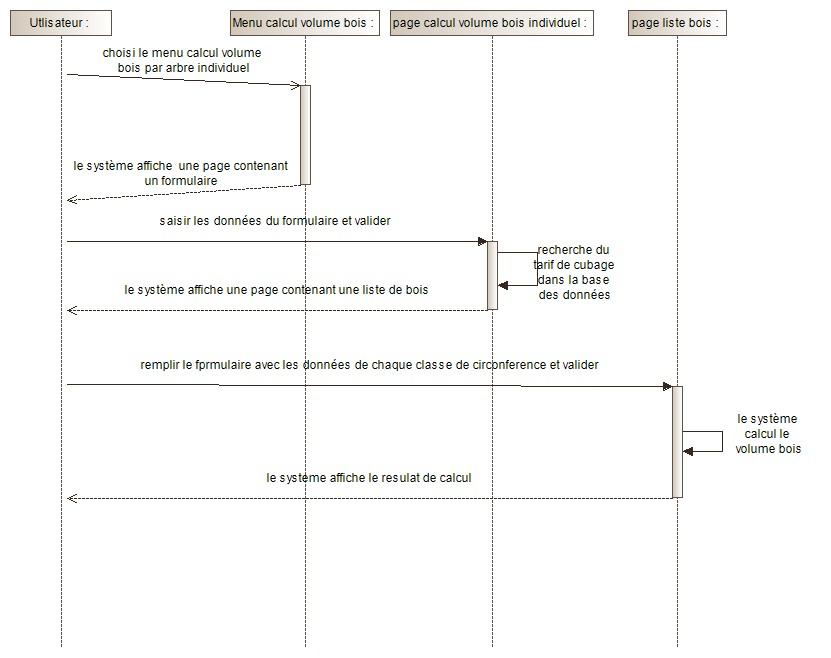 Utlisateur :
Menu calcul volume bois :
page calcul volume bois individuel :
page liste bois :
choisi le menu calcul volume
bois par arbre individuel
le système affiche une page contenant
un formulaire
saisir les données du formulaire et valider
recherche du
tarif de cubage
dans la base
des données
le système affiche une page contenant une liste de bois
remplir le fprmulaire avec les données de chaque classe de circonference et valider
le système
calcul le
volume bois
le système affiche le resulat de calcul